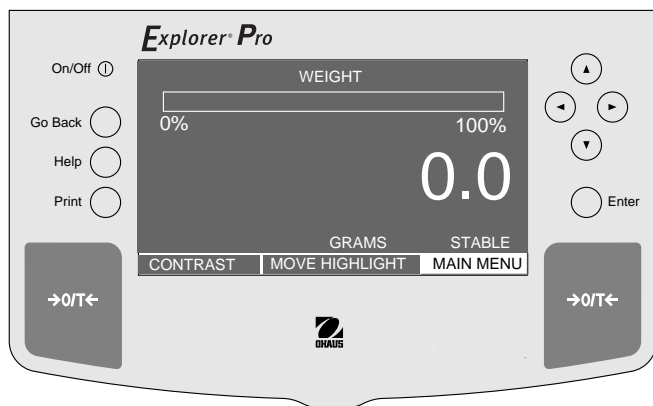 Explorer® Pro
On/Off
WEIGHT
0% 100%
Go Back
Help
0.0
Print
Enter
GRAMS STABLE
CONTRAST MOVE HIGHLIGHT MAIN MENU
→0/T← →0/T←
OHAUS